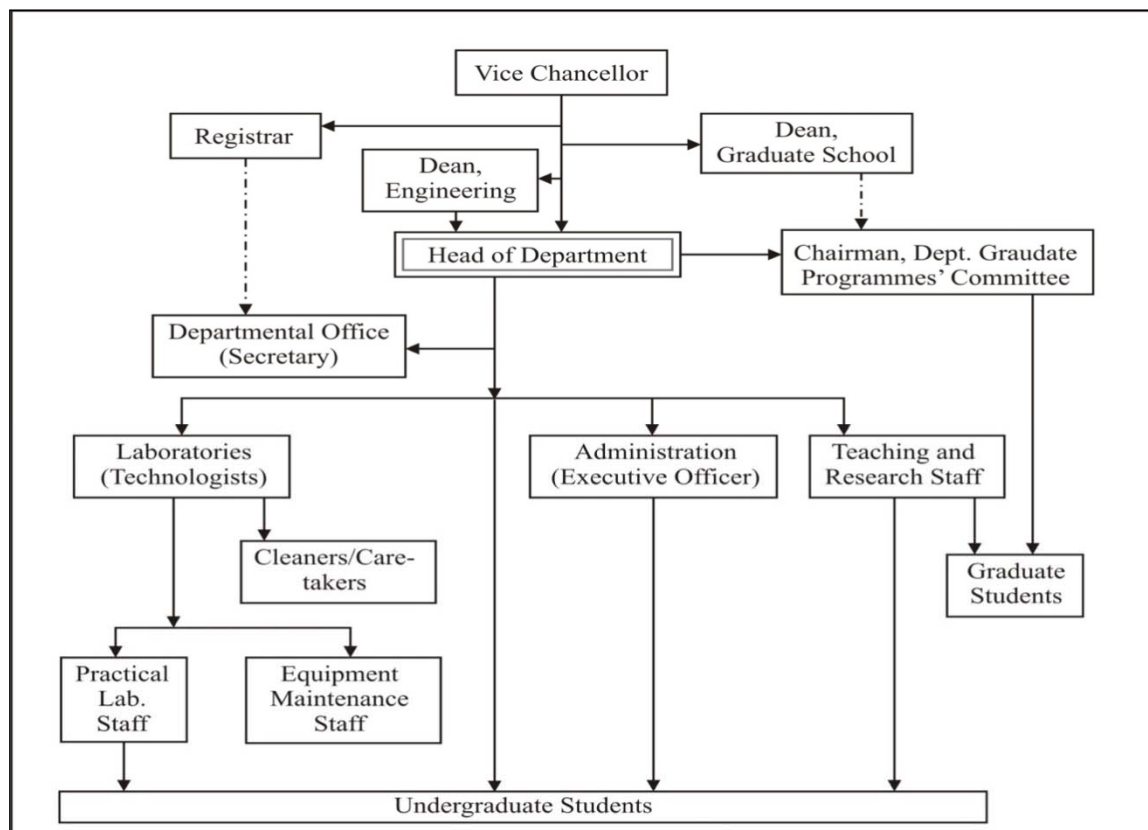 Vice Chancellor
Registrar
Dean,
Graduate School
Dean,
Engineering
Head of Department
Chairman, Dept. Graudate
Programmes’ Committee
Departmental Office
(Secretary)
Laboratories
(Technologists)
Administration
(Executive Officer)
Teaching and
Research Staff
Cleaners/Care-
takers
Graduate
Students
Practical
Lab.
Staff
Equipment
Maintenance
Staff
Undergraduate Students